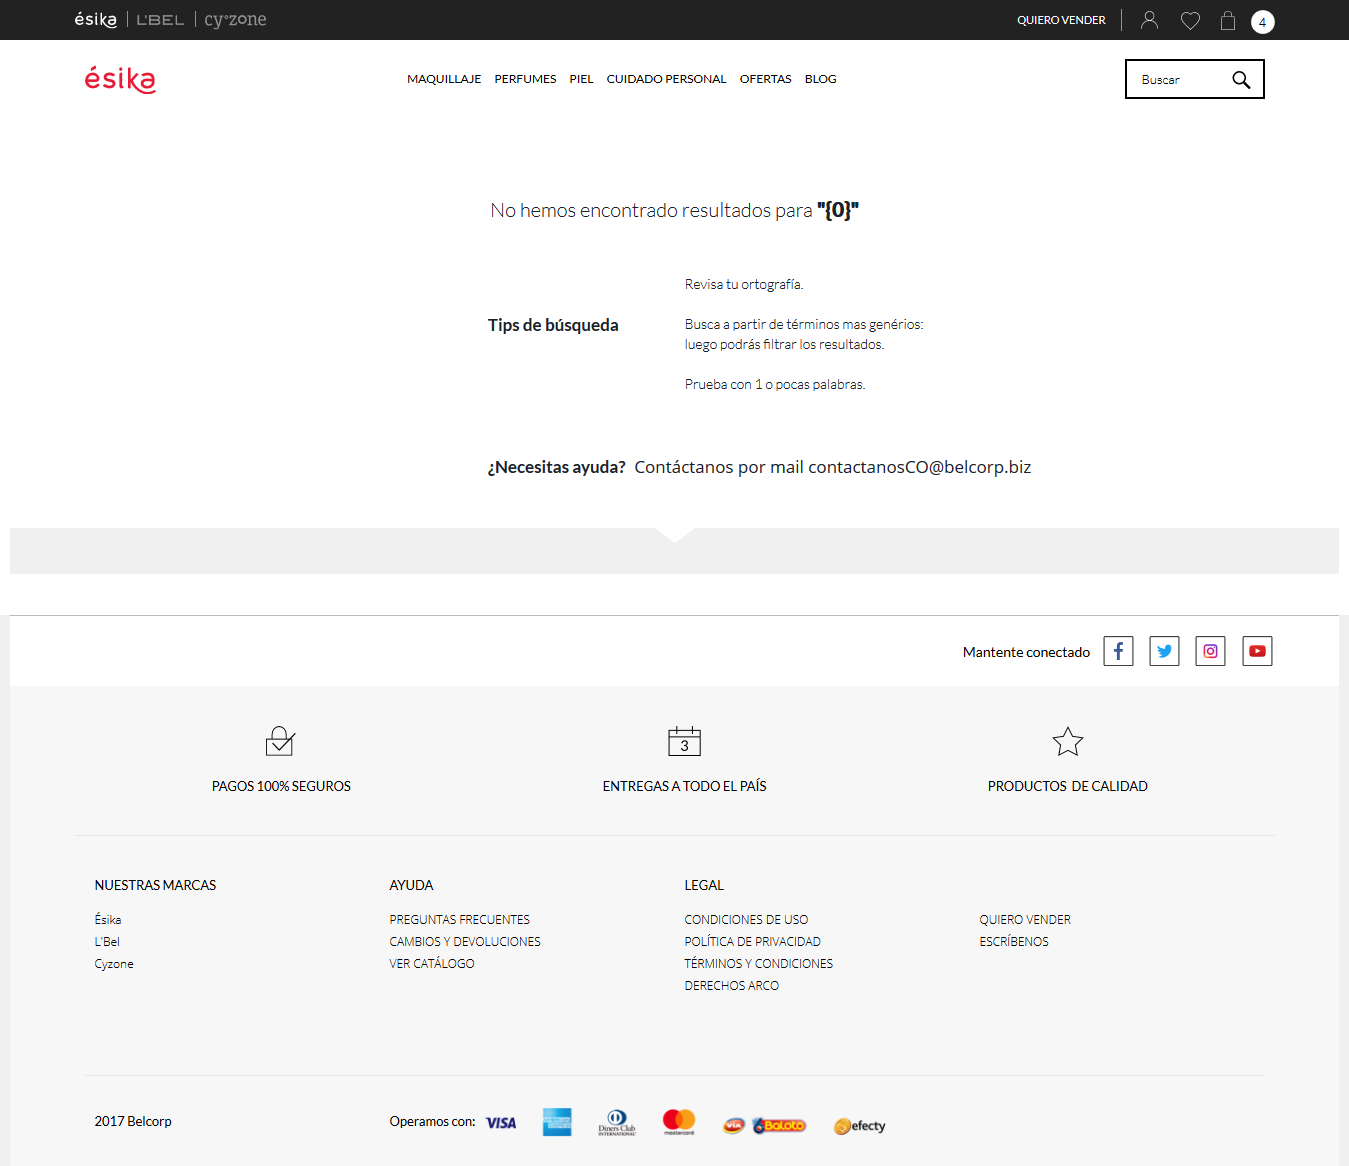 ésika | L'BEL | cy°zone
QUIERO VENDER
4
ésika
MAQUILLAJE PERFUMES PIEL CUIDADO PERSONAL OFERTAS BLOG
Buscar
No hemos encontrado resultados para "{0}"
Tips de búsqueda
Revisa tu ortografía.
Busca a partir de términos mas genérios:
luego podrás filtrar los resultados.
Prueba con 1 o pocas palabras.
¿Necesitas ayuda? Contáctanos por mail contactanosCO@belcorp.biz
Mantente conectado
3
PAGOS 100% SEGUROS
ENTREGAS A TODO EL PAÍS
PRODUCTOS DE CALIDAD
NUESTRAS MARCAS
Ésika
L'Bel
Cyzone
AYUDA
PREGUNTAS FRECUENTES
CAMBIOS Y DEVOLUCIONES
VER CATÁLOGO
LEGAL
CONDICIONES DE USO
POLÍTICA DE PRIVACIDAD
TÉRMINOS Y CONDICIONES
DERECHOS ARCO
QUIERO VENDER
ESCRÍBENOS
2017 Belcorp
Operamos con:
VISA
Diners Club
INTERNATIONAL
mastercard
VIA
Baloto
efecty